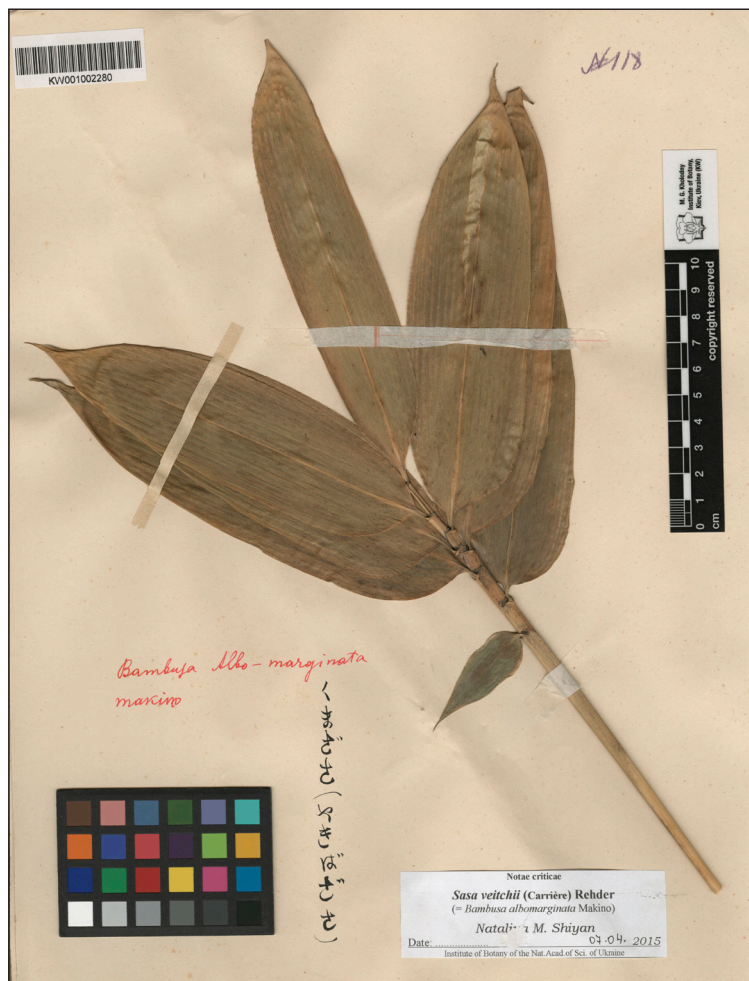 KW001002280
№118
M. G. Kholodny
Institute of Botany,
Kiev, Ukraine (KW)
0 1 2 3 4 5 6 7 8 9 10
cm
copyright reserved
Bambusa Albo-marginata
makino
くまざさ(やきばざさ)
Notae criticae
Sasa veitchii (Carrière) Rehder
(= Bambusa albomarginata Makino)
Nataliya M. Shiyan
Date: .................... 07.04. 2015
Institute of Botany of the Nat.Acad.of Sci. of Ukraine